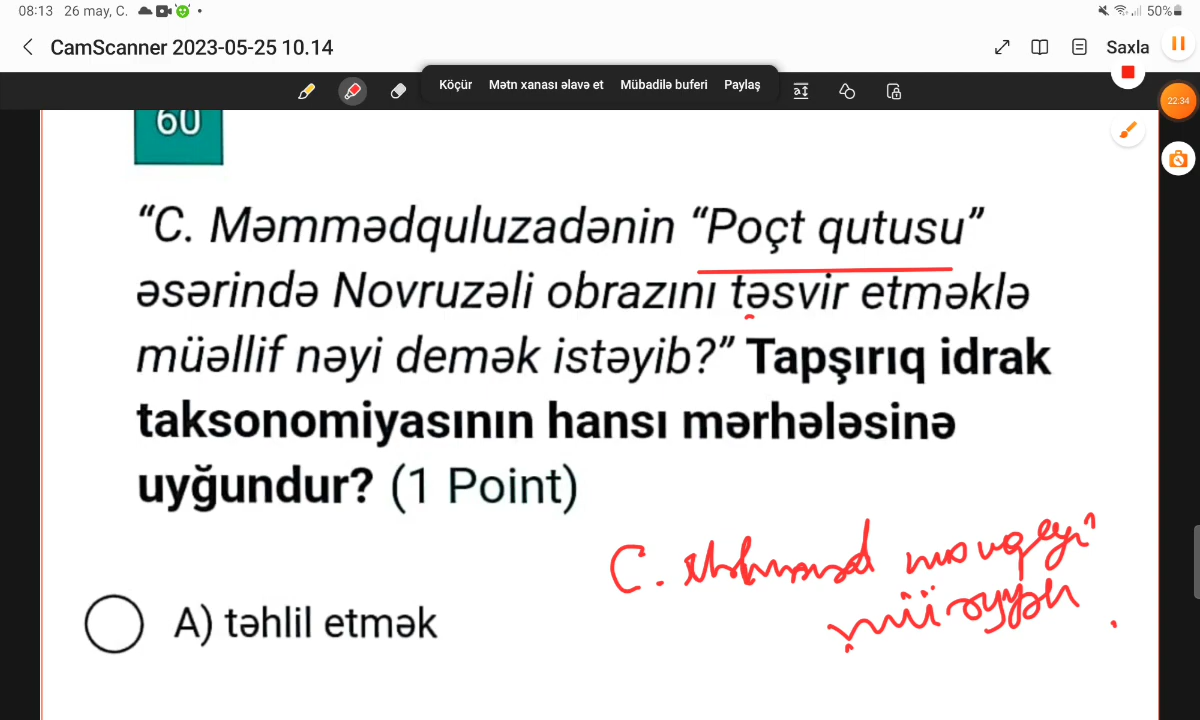 08:13 26 may, C.
50%
CamScanner 2023-05-25 10.14
Saxla
Köçür Mətn xanası əlavə et Mübadilə buferi Paylaş
22:34
60
“C. Məmmədquluzadənin “Poçt qutusu”
əsərində Novruzəli obrazını təsvir etməklə
müəllif nəyi demək istəyib?” Tapşırıq idrak
taksonomiyasının hansı mərhələsinə
uyğundur? (1 Point)
C. mövqeyi
müəyyən
A) təhlil etmək